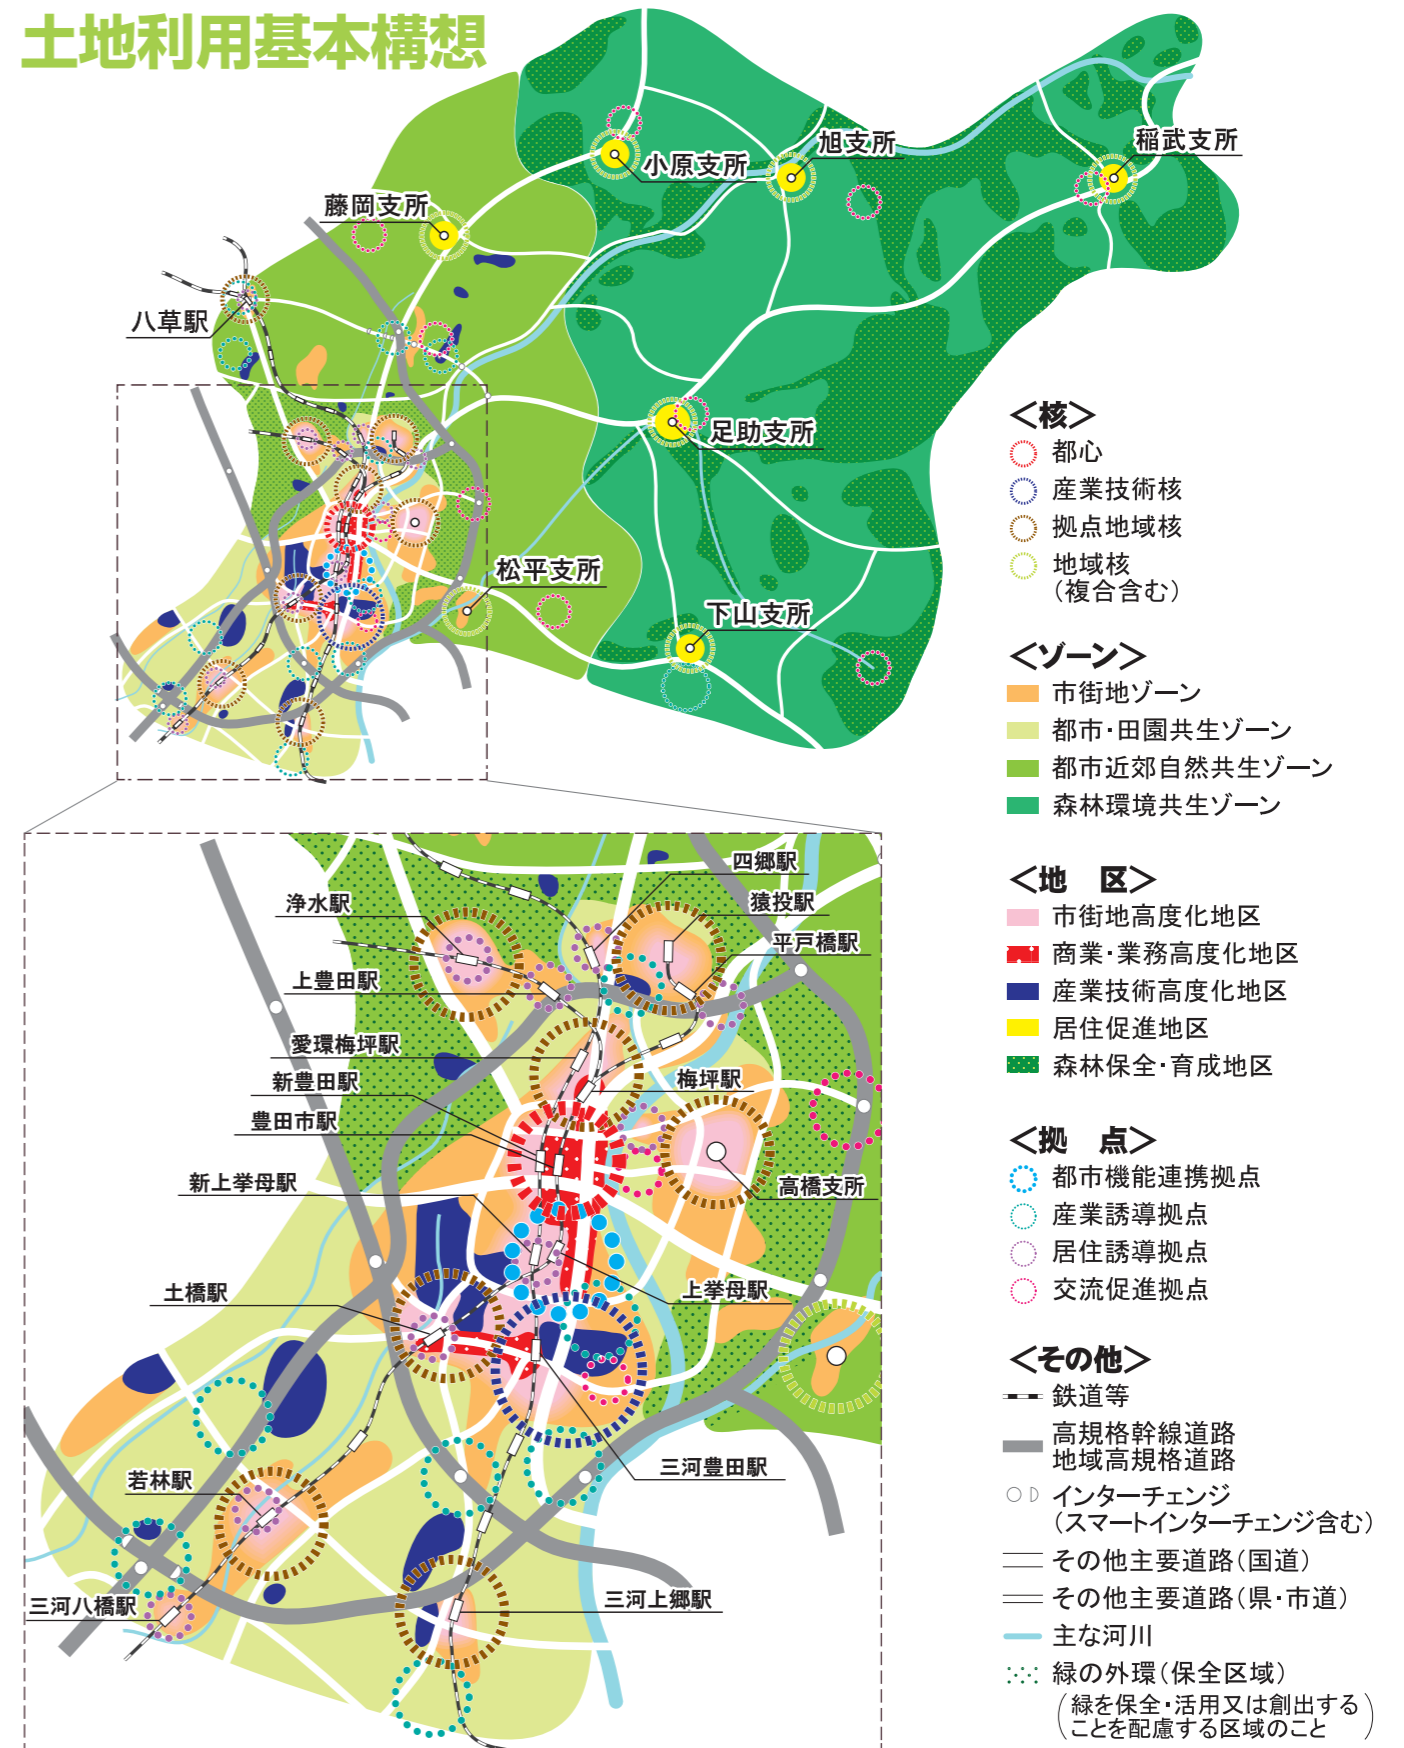 土地利用基本構想
小原支所
旭支所
稲武支所
藤岡支所
八草駅
足助支所
松平支所
下山支所
四郷駅
浄水駅
猿投駅
平戸橋駅
上豊田駅
愛環梅坪駅
新豊田駅
梅坪駅
豊田市駅
新上挙母駅
高橋支所
土橋駅
上挙母駅
若林駅
三河豊田駅
三河八橋駅
三河上郷駅
＜核＞
都心
産業技術核
拠点地域核
地域核
（複合含む）
＜ゾーン＞
市街地ゾーン
都市・田園共生ゾーン
都市近郊自然共生ゾーン
森林環境共生ゾーン
＜地　区＞
市街地高度化地区
商業・業務高度化地区
産業技術高度化地区
居住促進地区
森林保全・育成地区
＜拠　点＞
都市機能連携拠点
産業誘導拠点
居住誘導拠点
交流促進拠点
＜その他＞
鉄道等
高規格幹線道路
地域高規格道路
インターチェンジ
（スマートインターチェンジ含む）
その他主要道路（国道）
その他主要道路（県・市道）
主な河川
緑の外環（保全区域）
（緑を保全・活用又は創出する
ことを配慮する区域のこと）